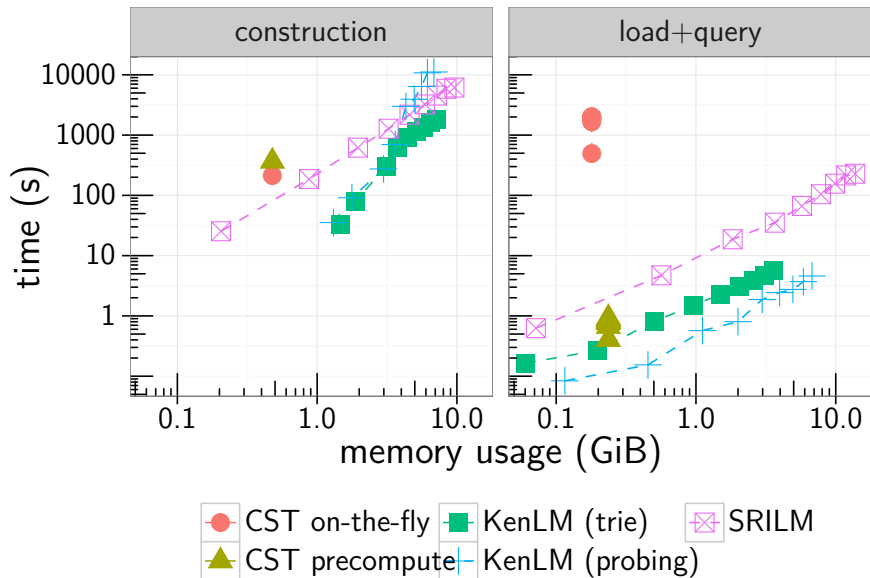 construction load+query
10000
1000
100
10
1
time (s)
0.1 1.0 10.0 0.1 1.0 10.0
memory usage (GiB)
CST on-the-fly KenLM (trie) SRILM
CST precompute KenLM (probing)